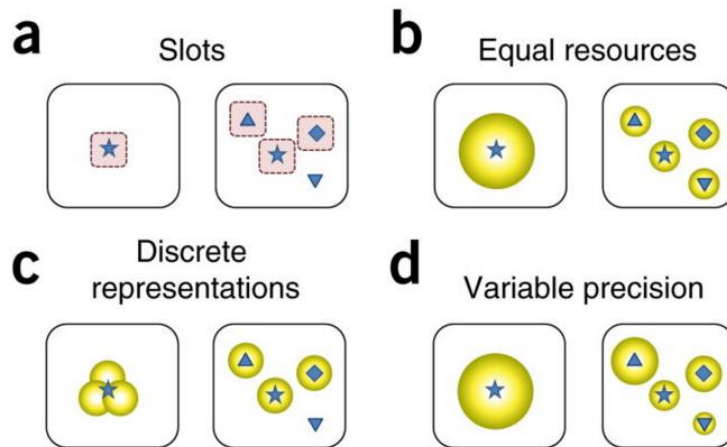 a
Slots
b
Equal resources
c
Discrete
representations
d
Variable precision